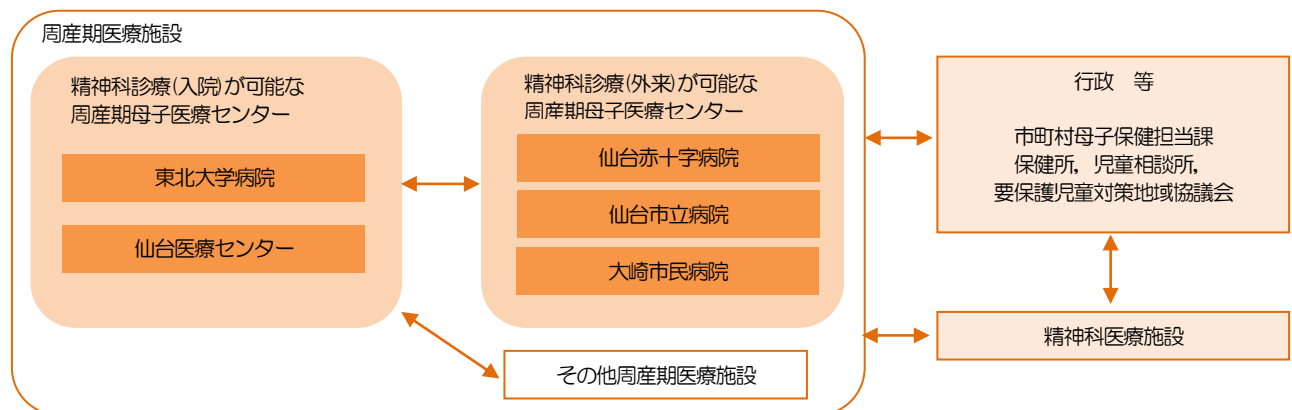 周産期医療施設
精神科診療(入院)が可能な
周産期母子医療センター
東北大学病院
仙台医療センター
精神科診療(外来)が可能な
周産期母子医療センター
仙台赤十字病院
仙台市立病院
大崎市民病院
その他周産期医療施設
行政　等
市町村母子保健担当課
保健所，児童相談所，
要保護児童対策地域協議会
精神科医療施設